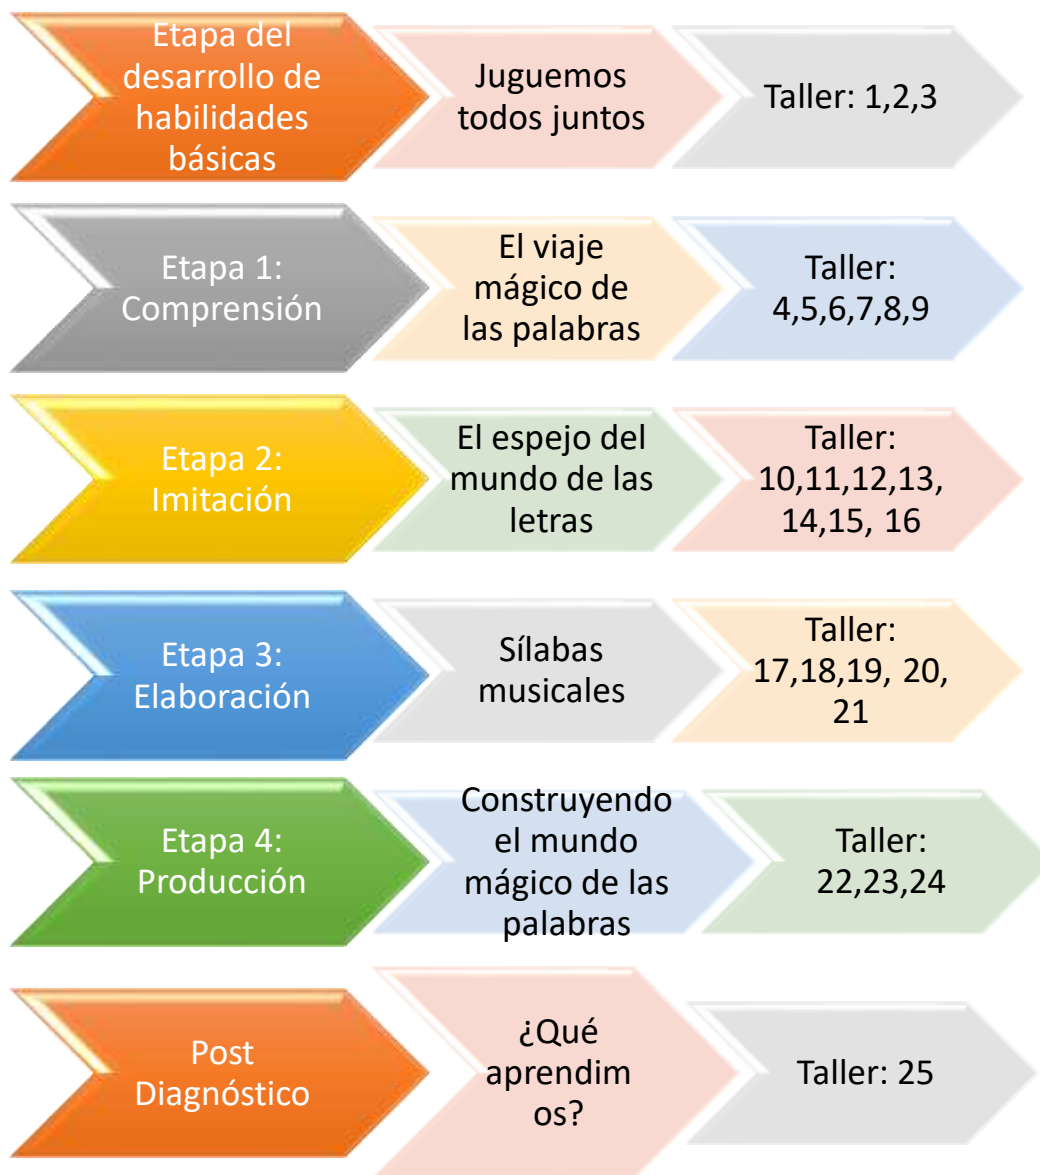 Etapa del
desarrollo de
habilidades
básicas
Juguemos
todos juntos
Taller: 1,2,3
Etapa 1:
Comprensión
El viaje
mágico de
las palabras
Taller:
4,5,6,7,8,9
Etapa 2:
Imitación
El espejo del
mundo de las
letras
Taller:
10,11,12,13,
14,15, 16
Etapa 3:
Elaboración
Sílabas
musicales
Taller:
17,18,19, 20,
21
Etapa 4:
Producción
Construyendo
el mundo
mágico de las
palabras
Taller:
22,23,24
Post
Diagnóstico
¿Qué
aprendim
os?
Taller: 25